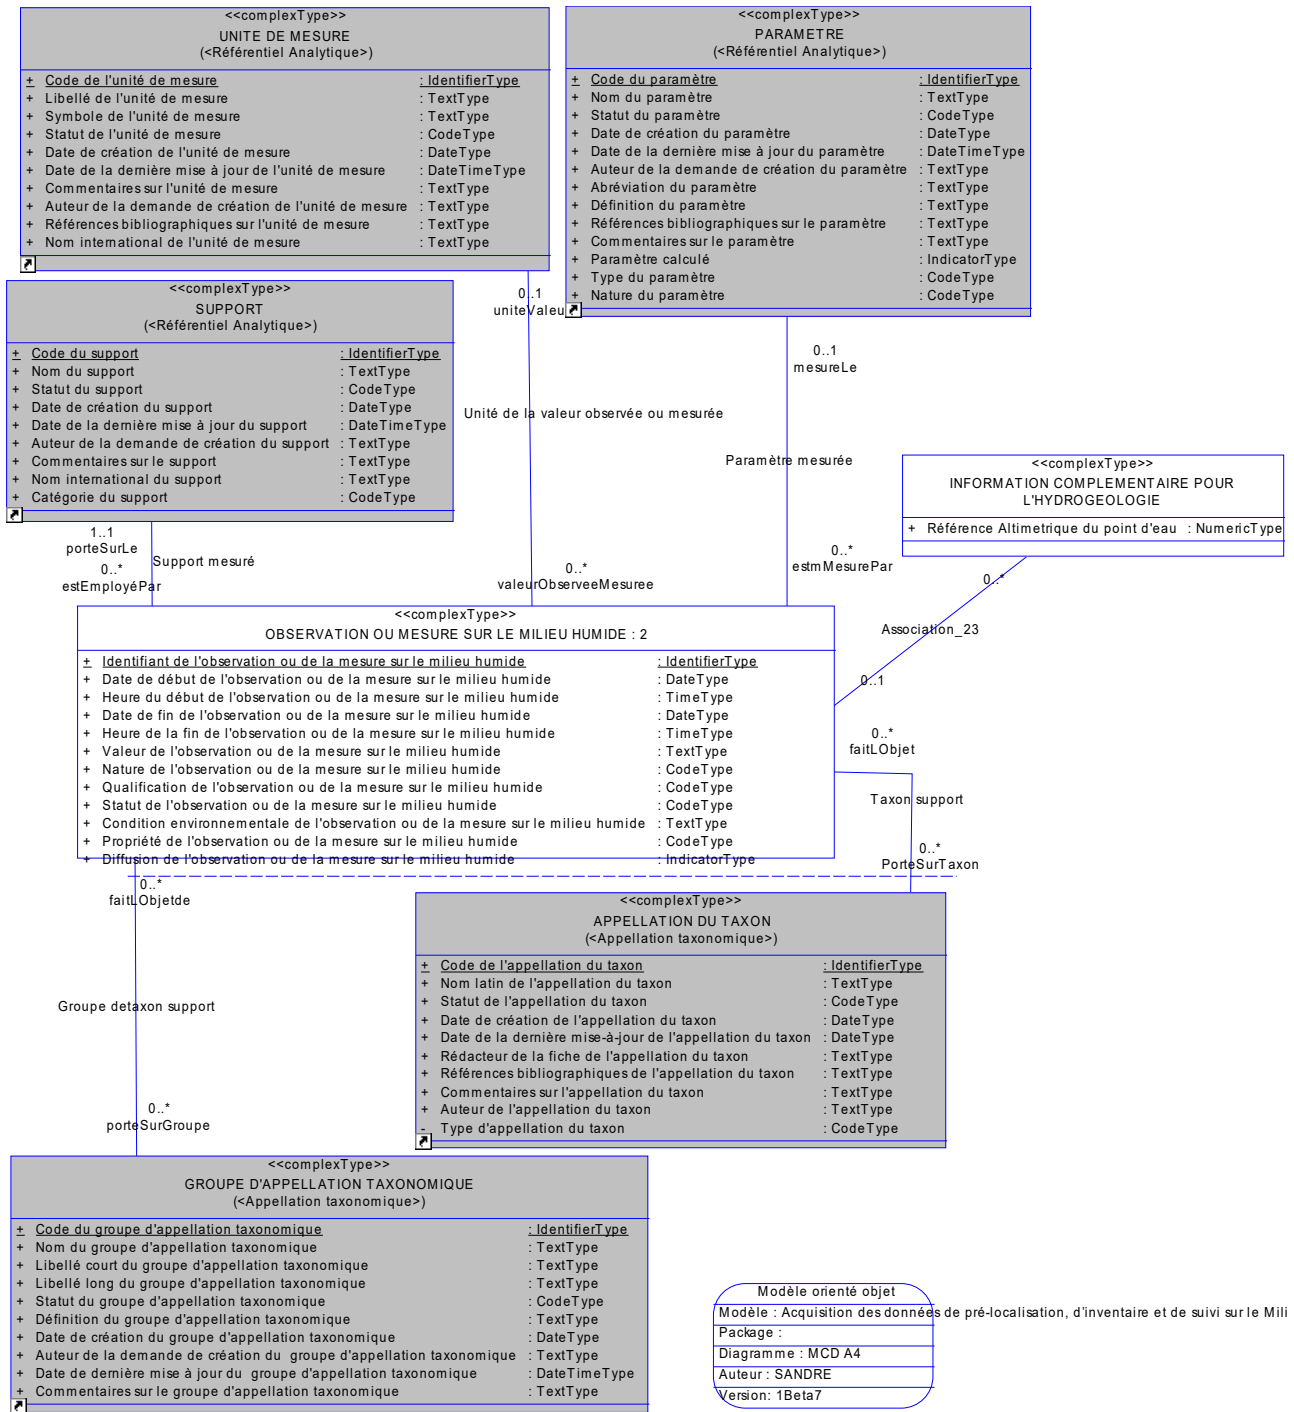 <<complexType>>
UNITE DE MESURE
(<Référentiel Analytique>)
+ Code de l'unité de mesure : IdentifierType
+ Libellé de l'unité de mesure : TextType
+ Symbole de l'unité de mesure : TextType
+ Statut de l'unité de mesure : CodeType
+ Date de création de l'unité de mesure : DateType
+ Date de la dernière mise à jour de l'unité de mesure : DateTimeType
+ Commentaires sur l'unité de mesure : TextType
+ Auteur de la demande de création de l'unité de mesure : TextType
+ Références bibliographiques sur l'unité de mesure : TextType
+ Nom international de l'unité de mesure : TextType
<<complexType>>
PARAMETRE
(<Référentiel Analytique>)
+ Code du paramètre : IdentifierType
+ Nom du paramètre : TextType
+ Statut du paramètre : CodeType
+ Date de création du paramètre : DateType
+ Date de la dernière mise à jour du paramètre : DateTimeType
+ Auteur de la demande de création du paramètre : TextType
+ Abréviation du paramètre : TextType
+ Définition du paramètre : TextType
+ Références bibliographiques sur le paramètre : TextType
+ Commentaires sur le paramètre : TextType
+ Paramètre calculé : IndicatorType
+ Type du paramètre : CodeType
+ Nature du paramètre : CodeType
<<complexType>>
SUPPORT
(<Référentiel Analytique>)
+ Code du support : IdentifierType
+ Nom du support : TextType
+ Statut du support : CodeType
+ Date de création du support : DateType
+ Date de la dernière mise à jour du support : DateTimeType
+ Auteur de la demande de création du support : TextType
+ Commentaires sur le support : TextType
+ Nom international du support : TextType
+ Catégorie du support : CodeType
0..1
uniteValeu
0..1
mesureLe
Unité de la valeur observée ou mesurée
Paramètre mesurée
<<complexType>>
INFORMATION COMPLEMENTAIRE POUR
L'HYDROGEOLOGIE
+ Référence Altimetrique du point d'eau : NumericType
1..1
porteSurLe
Support mesuré
0..*
estEmployéPar
0..*
valeurObserveeMesuree
0..*
estmMesurePar
0..*
Association_23
0..1
<<complexType>>
OBSERVATION OU MESURE SUR LE MILIEU HUMIDE : 2
+ Identifiant de l'observation ou de la mesure sur le milieu humide : IdentifierType
+ Date de début de l'observation ou de la mesure sur le milieu humide : DateType
+ Heure du début de l'observation ou de la mesure sur le milieu humide : TimeType
+ Date de fin de l'observation ou de la mesure sur le milieu humide : DateType
+ Heure de la fin de l'observation ou de la mesure sur le milieu humide : TimeType
+ Valeur de l'observation ou de la mesure sur le milieu humide : TextType
+ Nature de l'observation ou de la mesure sur le milieu humide : CodeType
+ Qualification de l'observation ou de la mesure sur le milieu humide : CodeType
+ Statut de l'observation ou de la mesure sur le milieu humide : CodeType
+ Condition environnementale de l'observation ou de la mesure sur le milieu humide : TextType
+ Propriété de l'observation ou de la mesure sur le milieu humide : CodeType
+ Diffusion de l'observation ou de la mesure sur le milieu humide : IndicatorType
0..*
faitLObjet
Taxon support
0..*
PorteSurTaxon
0..*
faitLObjetde
Groupe detaxon support
0..*
porteSurGroupe
<<complexType>>
APPELLATION DU TAXON
(<Appellation taxonomique>)
+ Code de l'appellation du taxon : IdentifierType
+ Nom latin de l'appellation du taxon : TextType
+ Statut de l'appellation du taxon : CodeType
+ Date de création de l'appellation du taxon : DateType
+ Date de la dernière mise-à-jour de l'appellation du taxon : DateType
+ Rédacteur de la fiche de l'appellation du taxon : TextType
+ Références bibliographiques de l'appellation du taxon : TextType
+ Commentaires sur l'appellation du taxon : TextType
+ Auteur de l'appellation du taxon : TextType
- Type d'appellation du taxon : CodeType
<<complexType>>
GROUPE D'APPELLATION TAXONOMIQUE
(<Appellation taxonomique>)
+ Code du groupe d'appellation taxonomique : IdentifierType
+ Nom du groupe d'appellation taxonomique : TextType
+ Libellé court du groupe d'appellation taxonomique : TextType
+ Libellé long du groupe d'appellation taxonomique : TextType
+ Statut du groupe d'appellation taxonomique : CodeType
+ Définition du groupe d'appellation taxonomique : TextType
+ Date de création du groupe d'appellation taxonomique : DateType
+ Auteur de la demande de création du groupe d'appellation taxonomique : TextType
+ Date de dernière mise à jour du groupe d'appellation taxonomique : DateTimeType
+ Commentaires sur le groupe d'appellation taxonomique : TextType
Modèle orienté objet
Modèle : Acquisition des données de pré-localisation, d'inventaire et de suivi sur le Mili
Package :
Diagramme : MCD A4
Auteur : SANDRE
Version: 1Beta7